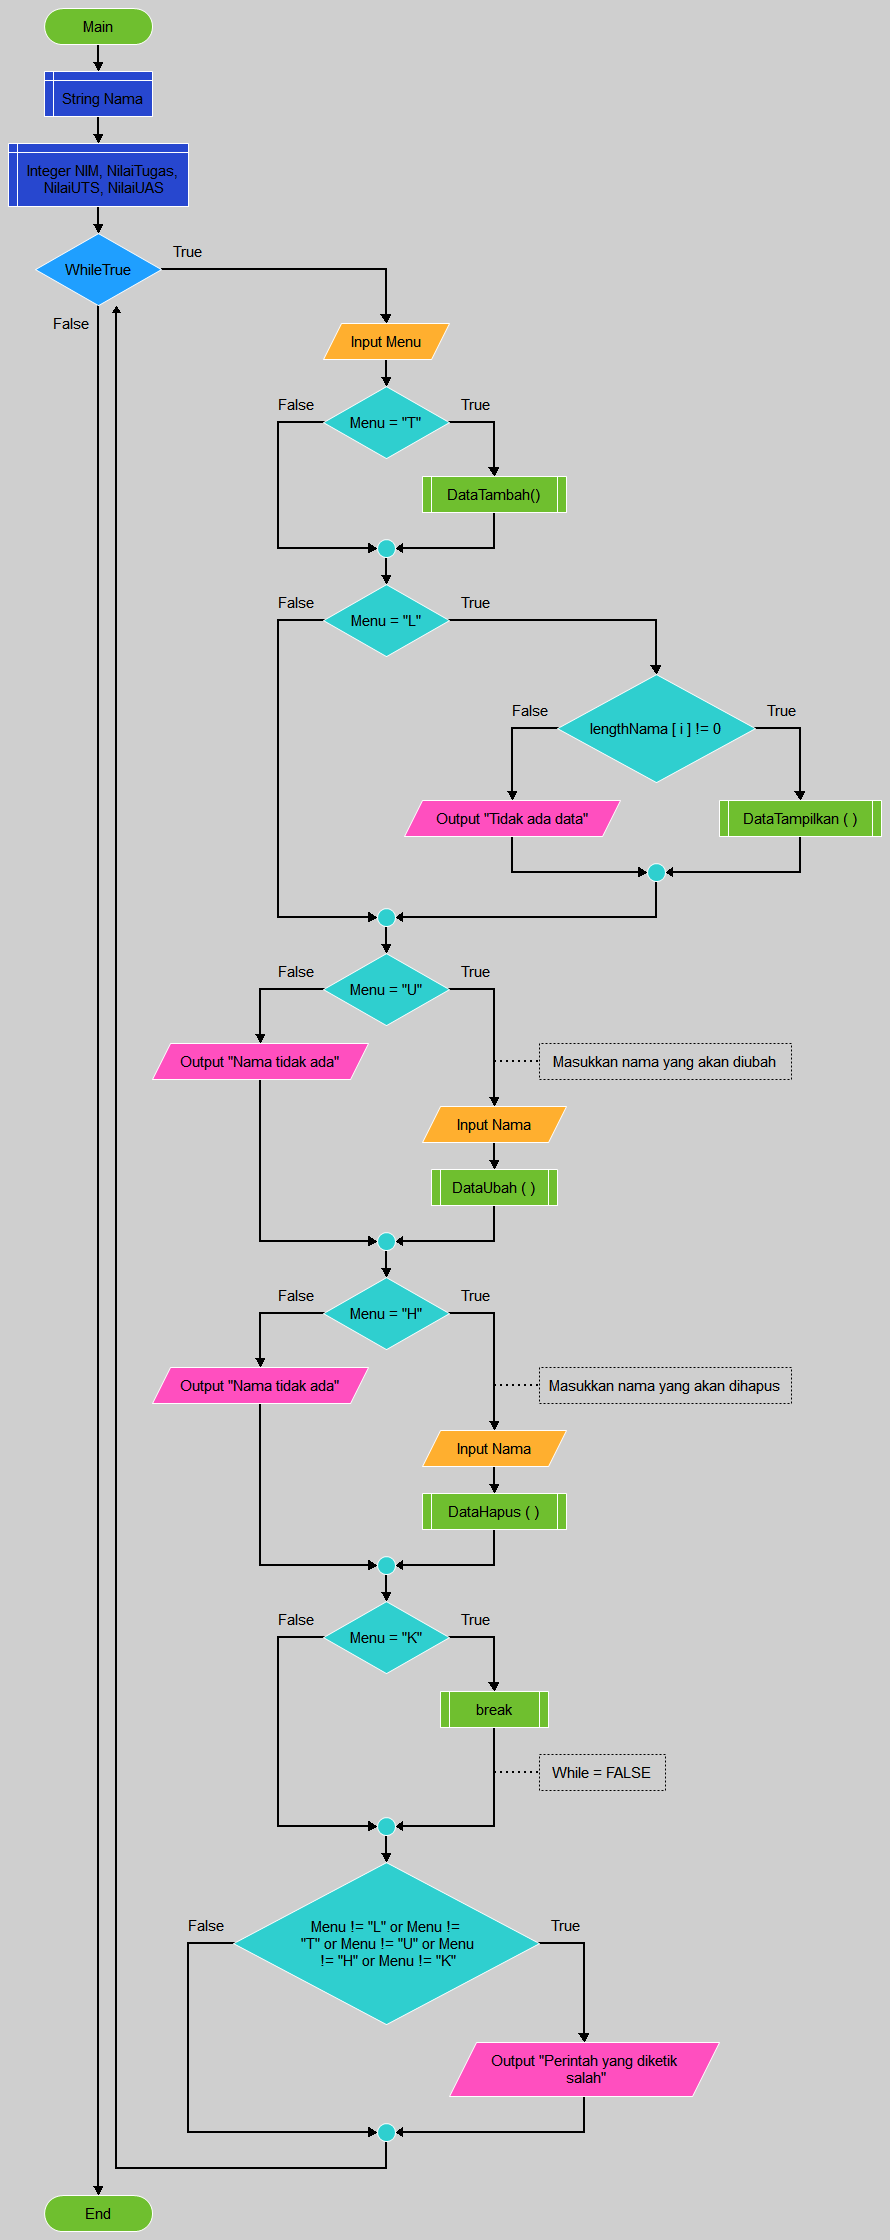 Main
String Nama
Integer NIM, NilaiTugas,
NilaiUTS, NilaiUAS
WhileTrue
True
False
Input Menu
False
True
Menu = "T"
DataTambah()
False
True
Menu = "L"
False
True
lengthNama [ i ] != 0
Output "Tidak ada data"
DataTampilkan ( )
False
True
Menu = "U"
Output "Nama tidak ada"
Masukkan nama yang akan diubah
Input Nama
DataUbah ( )
False
True
Menu = "H"
Output "Nama tidak ada"
Masukkan nama yang akan dihapus
Input Nama
DataHapus ( )
False
True
Menu = "K"
break
While = FALSE
False
True
Menu != "L" or Menu !=
"T" or Menu != "U" or Menu
!= "H" or Menu != "K"
Output "Perintah yang diketik
salah"
End